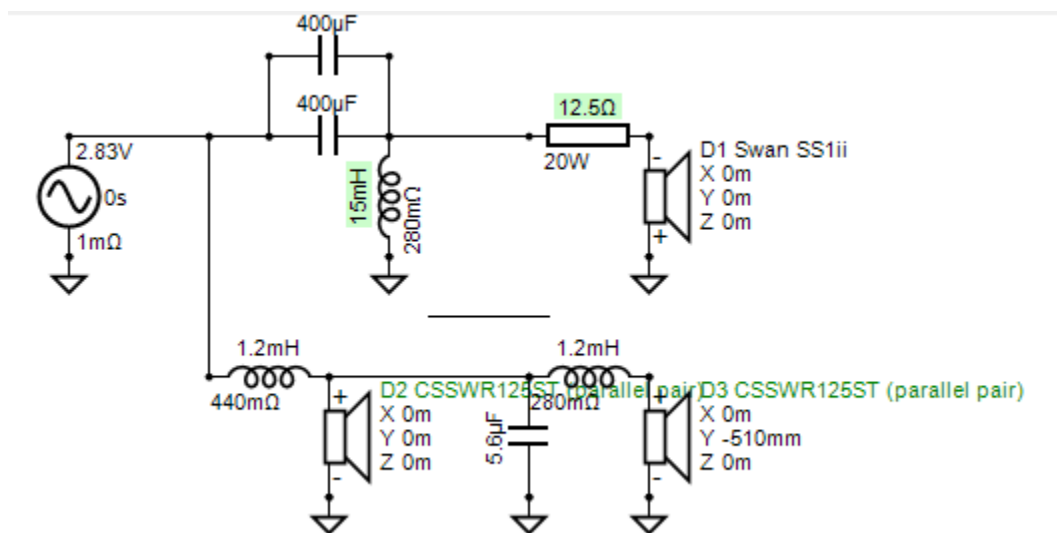 400µF
400µF
2.83V
0s
1mΩ
15mH
280mΩ
12.5Ω
20W
-
D1 Swan SS1ii
X 0m
Y 0m
Z 0m
+
1.2mH
440mΩ
+
D2 CSSWR125ST (parallel pair)
X 0m
Y 0m
Z 0m
-
5.6µF
1.2mH
280mΩ
+
D3 CSSWR125ST (parallel pair)
X 0m
Y -510mm
Z 0m
-